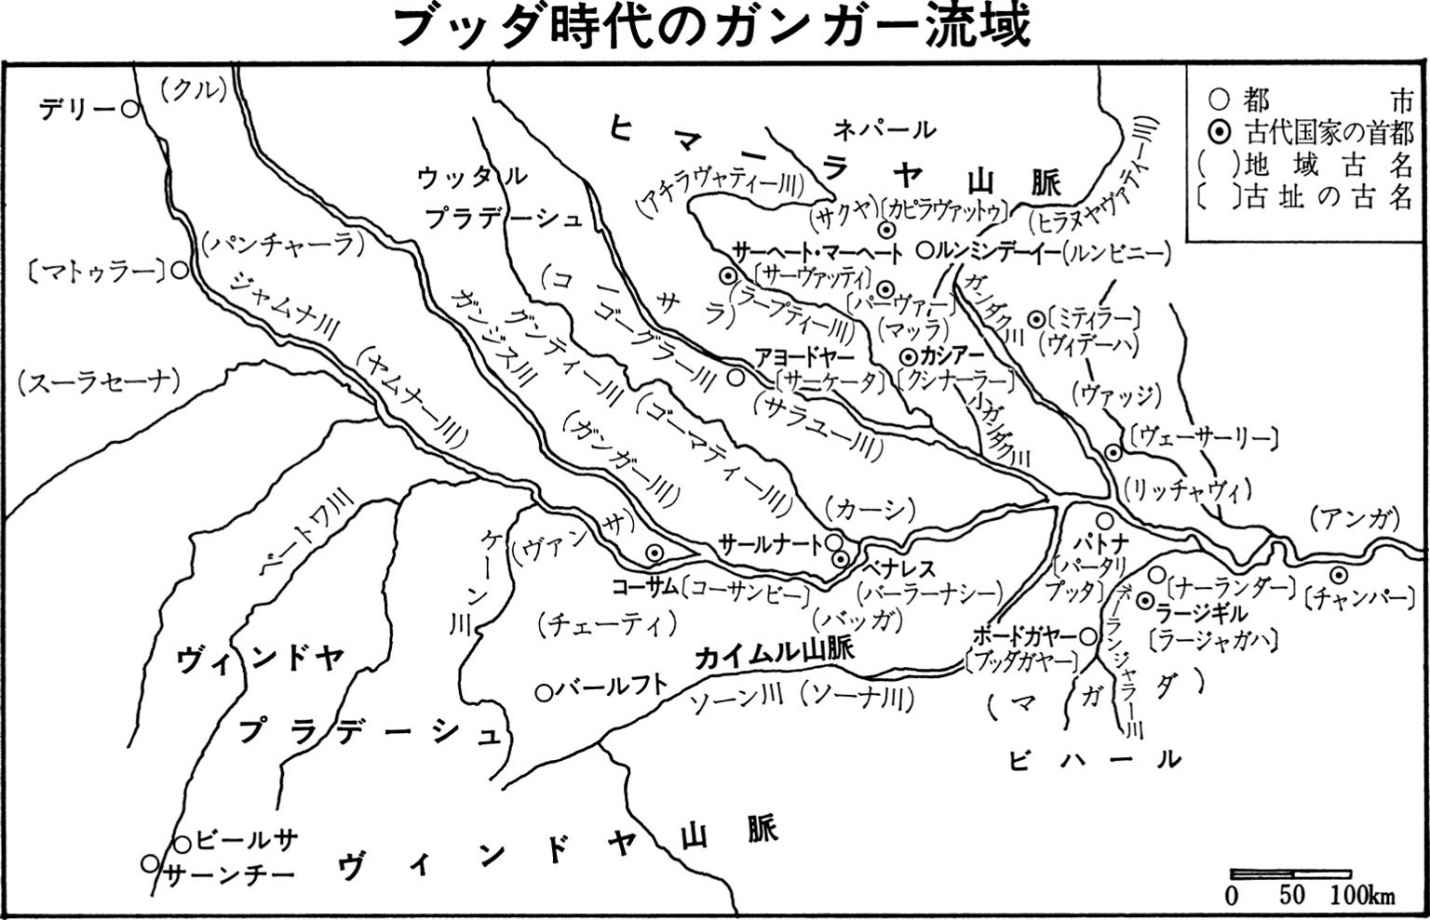 ブッダ時代のガンガー流域
○都　市
◉古代国家の首都
(　)地域古名
〔　〕古址の古名
デリー
(クル)
ヒマーラヤ山脈
ネパール
ウッタル
プラデーシュ
(アチラヴァティー川)
(サクヤ)
〔カピラヴァットゥ〕
(ヒラヌヤヴァティー川)
(パンチャーラ)
〔マトゥラー〕
ジャムナ川
サーヘート・マーヘート
〔サーヴァッティ〕
ルンミンデーイー(ルンビニー)
(コーサラ)
(ラープティー川)
〔パーヴァー〕
(マッラ)
ガンダク川
〔ミティラー〕
(ヴィデーハ)
ガンジス川
グンティー川
ゴーグラー川
アヨードヤー
〔サーケータ〕
カシアー
〔クシナーラー〕
(スーラセーナ)
(ヤムナー川)
(ガンガー川)
(ゴーマティー川)
(サラユー川)
小ガンダク川
(ヴァッジ)
〔ヴェーサーリー〕
(リッチャヴィ)
(アンガ)
ベートワ川
ケーン川
(ヴァンサ)
サールナート
(カーシ)
コーサム〔コーサンビー〕
ベナレス
(バーラーナシー)
パトナ
〔パータリプッタ〕
〔ナーランダー〕
〔チャンパー〕
ラージギル
〔ラージャガハ〕
(チェーティ)
(バッガ)
ボードガヤー
〔ブッダガヤー〕
ネーランジャラー川
ヴィンドヤ
プラデーシュ
カイムル山脈
バールフト
ソーン川(ソーナ川)
(マガダ)
ビハール
ビールサ
サーンチー
ヴィンドヤ山脈
0　50　100km